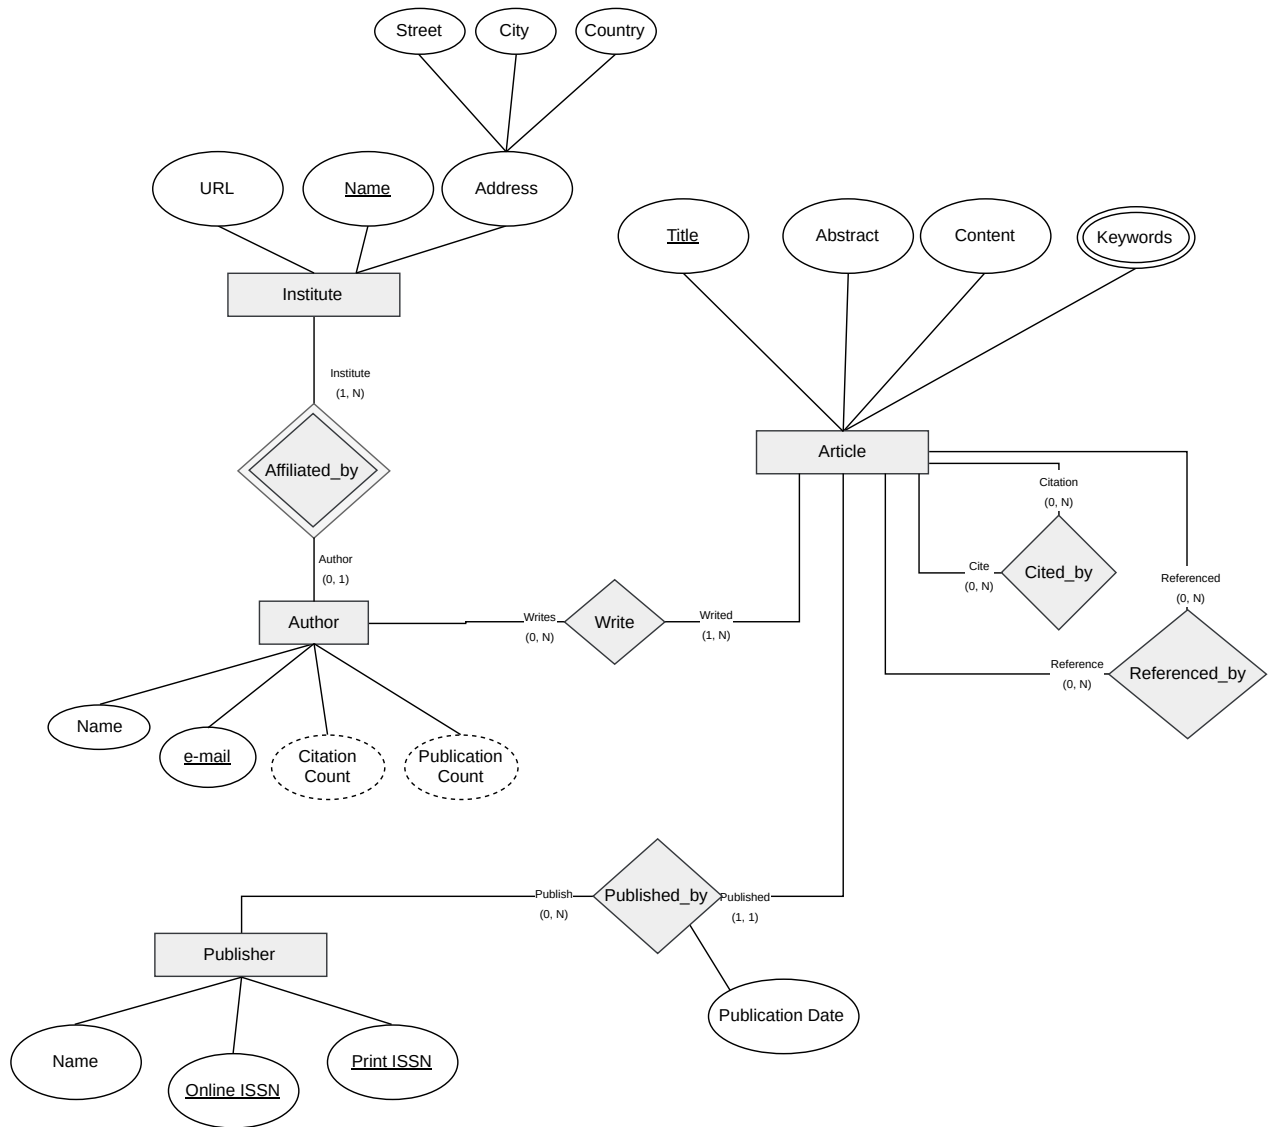 Street
City
Country
URL
Name
Address
Title
Abstract
Content
Keywords
Institute
Institute
(1, N)
Article
Affiliated_by
Citation
(0, N)
Author
(0, 1)
Cite
(0, N)
Cited_by
Referenced
(0, N)
Author
Writes
(0, N)
Write
Writed
(1, N)
Reference
(0, N)
Referenced_by
Name
e-mail
Citation
Count
Publication
Count
Publish
(0, N)
Published_by
Published
(1, 1)
Publisher
Publication Date
Name
Online ISSN
Print ISSN